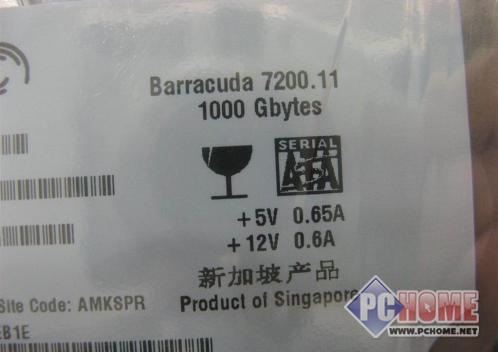 Barracuda 7200.11
1000 Gbytes
SERIAL
ATA
+5V 0.65A
+12V 0.6A
新加坡产品
Site Code: AMKSPR
Product of Singapore
EB1E
PCHOME
WWW.PCHOME.NET